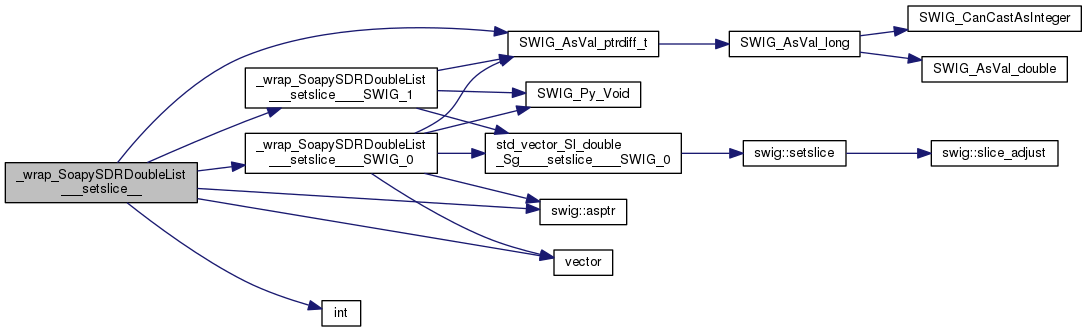 _wrap_SoapySDRDoubleList
___setslice__
_wrap_SoapySDRDoubleList
___setslice____SWIG_1
_wrap_SoapySDRDoubleList
___setslice____SWIG_0
int
SWIG_AsVal_ptrdiff_t
SWIG_Py_Void
std_vector_Sl_double
_Sg____setslice____SWIG_0
swig::asptr
vector
SWIG_AsVal_long
swig::setslice
SWIG_CanCastAsInteger
SWIG_AsVal_double
swig::slice_adjust